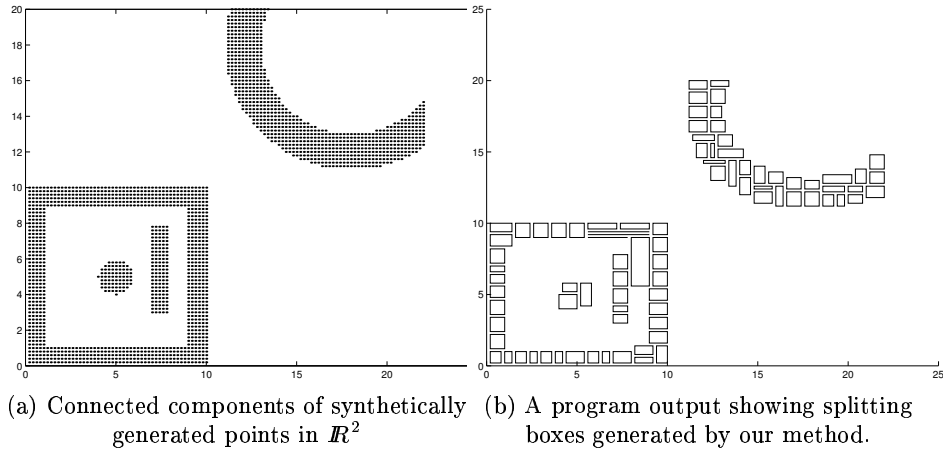 20
18
16
14
12
10
8
6
4
2
0
0 5 10 15 20
25
20
15
10
5
0
0 5 10 15 20 25
(a) Connected components of synthetically
generated points in ℝ²
(b) A program output showing splitting
boxes generated by our method.